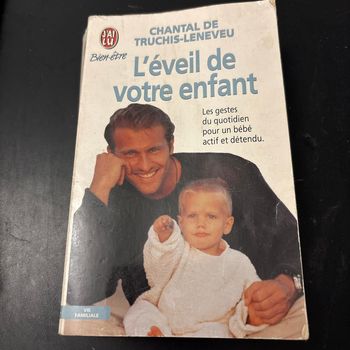 J'AI
LU
Bien-être
CHANTAL DE
TRUCHIS-LENEVEU
L'éveil de
votre enfant
Les gestes
du quotidien
pour un bébé
actif et détendu.
VIE
FAMILIALE